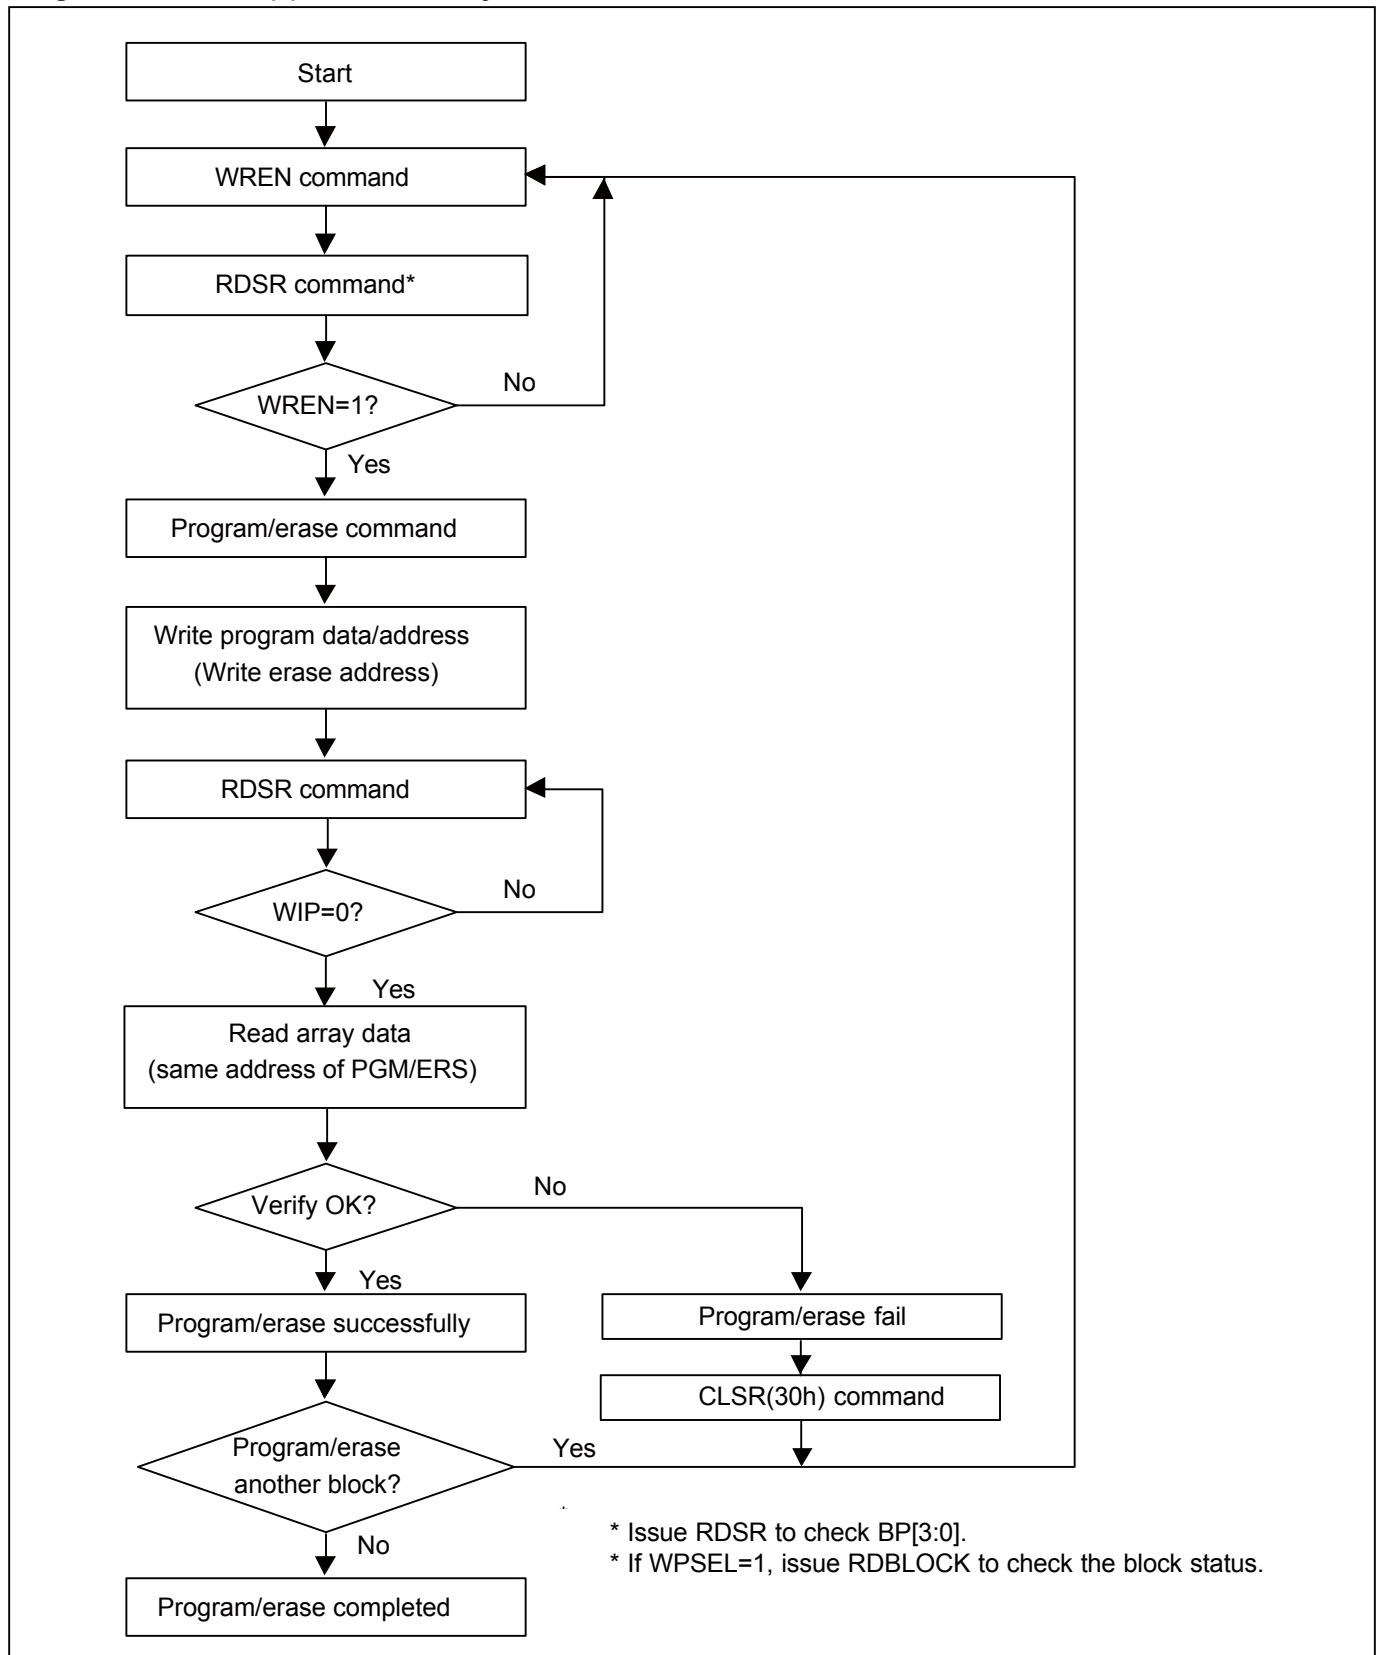 Start
WREN command
RDSR command*
No
WREN=1?
Yes
Program/erase command
Write program data/address
(Write erase address)
RDSR command
No
WIP=0?
Yes
Read array data
(same address of PGM/ERS)
No
Verify OK?
Yes
Program/erase successfully
Program/erase fail
CLSR(30h) command
Program/erase
another block?
Yes
* Issue RDSR to check BP[3:0].
* If WPSEL=1, issue RDBLOCK to check the block status.
No
Program/erase completed